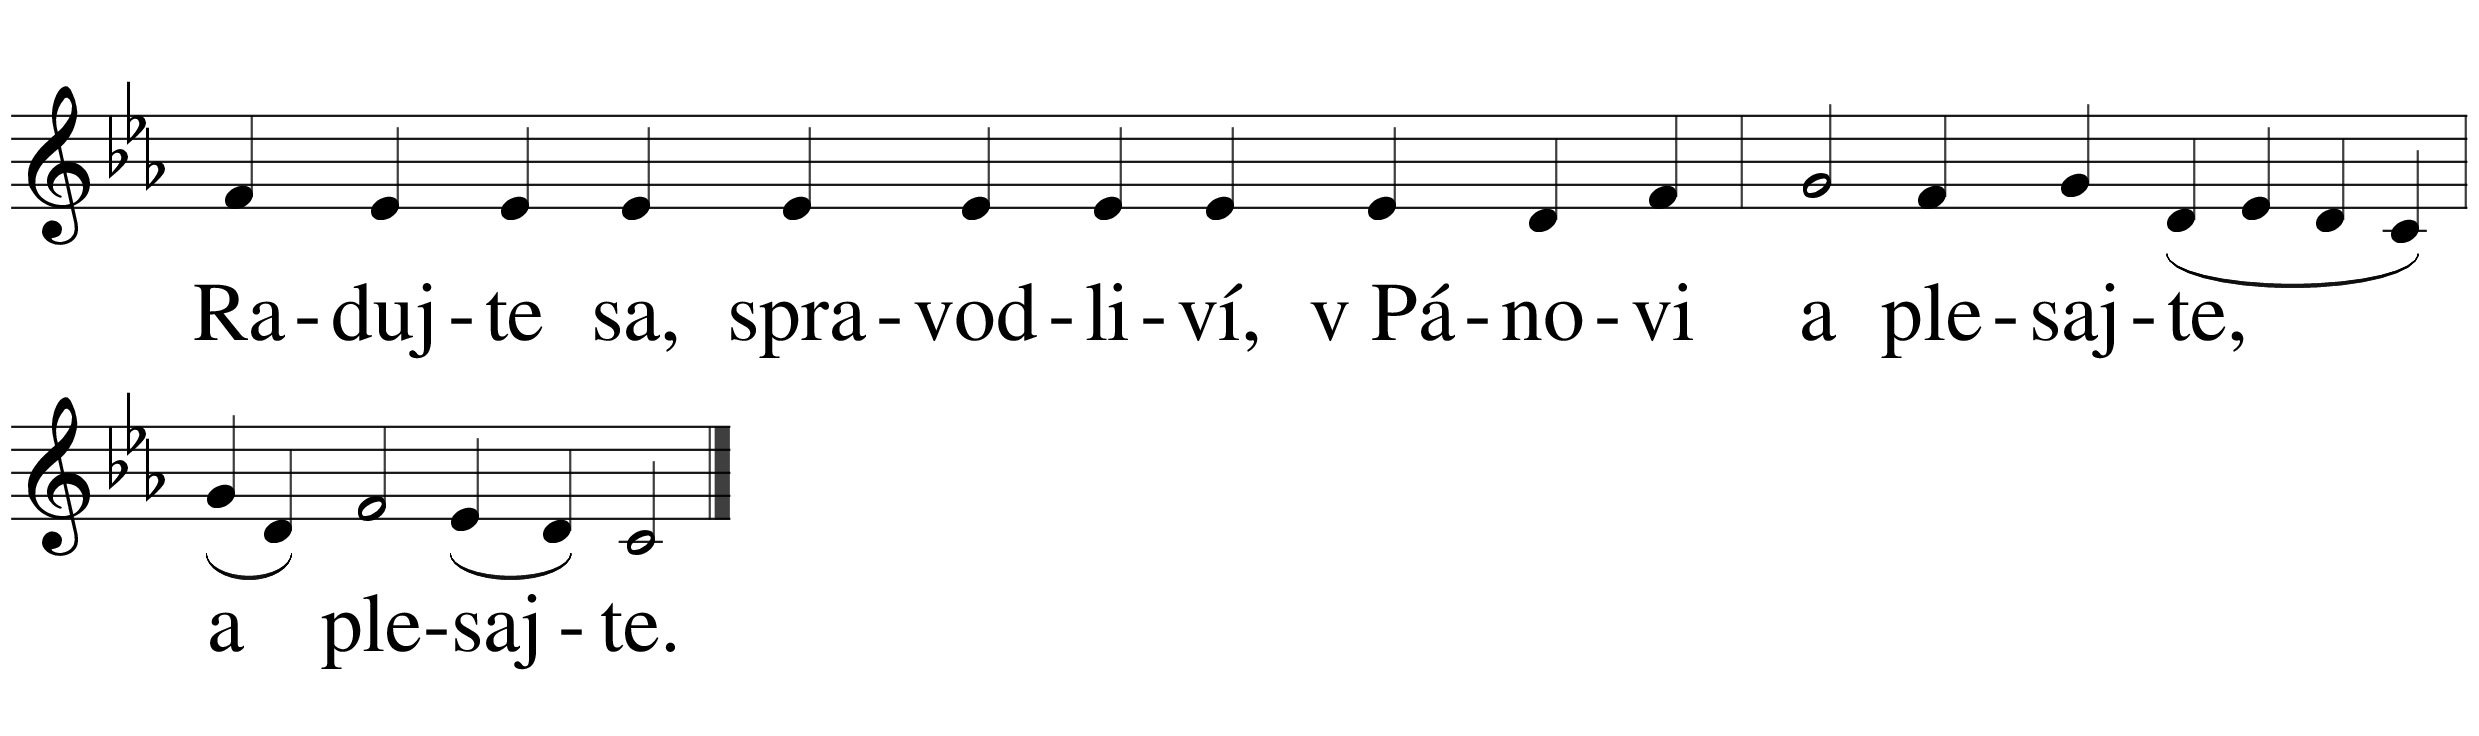 Ra-duj-te sa, spra-vod-li-ví, v Pá-no-vi a ple-saj-te,
a ple-saj-te.